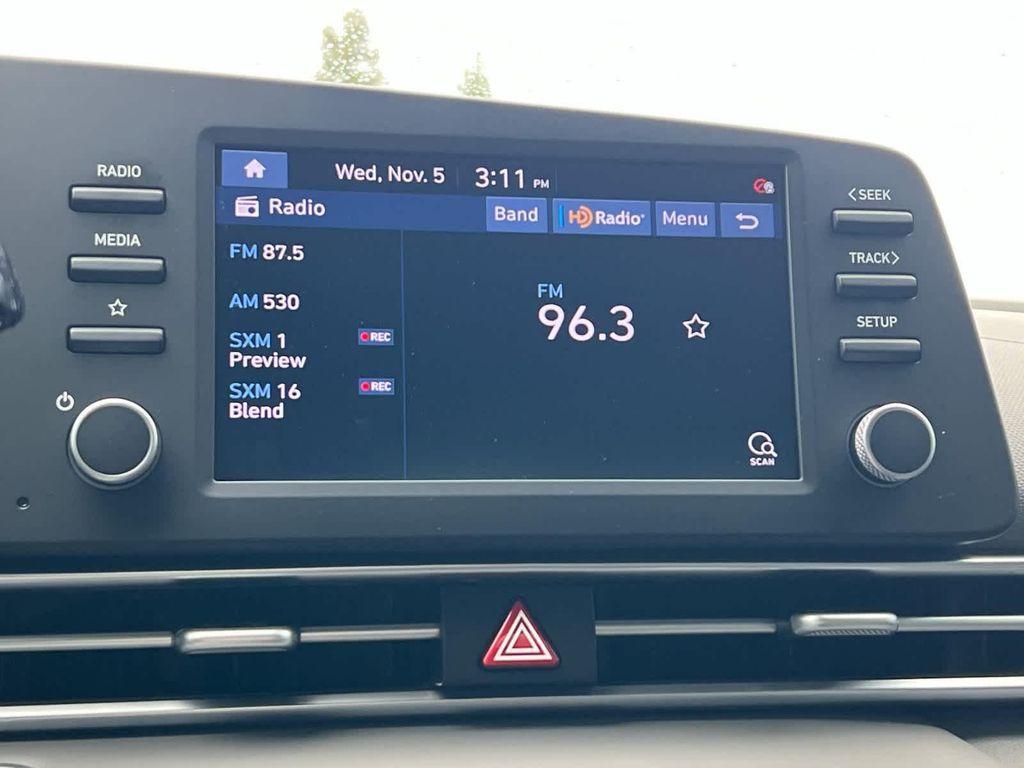 RADIO
MEDIA
Wed, Nov. 5 3:11 PM
Radio
Band HD Radio Menu
FM 87.5
AM 530
SXM 1 REC
Preview
SXM 16 REC
Blend
FM
96.3
SCAN
< SEEK
TRACK >
SETUP